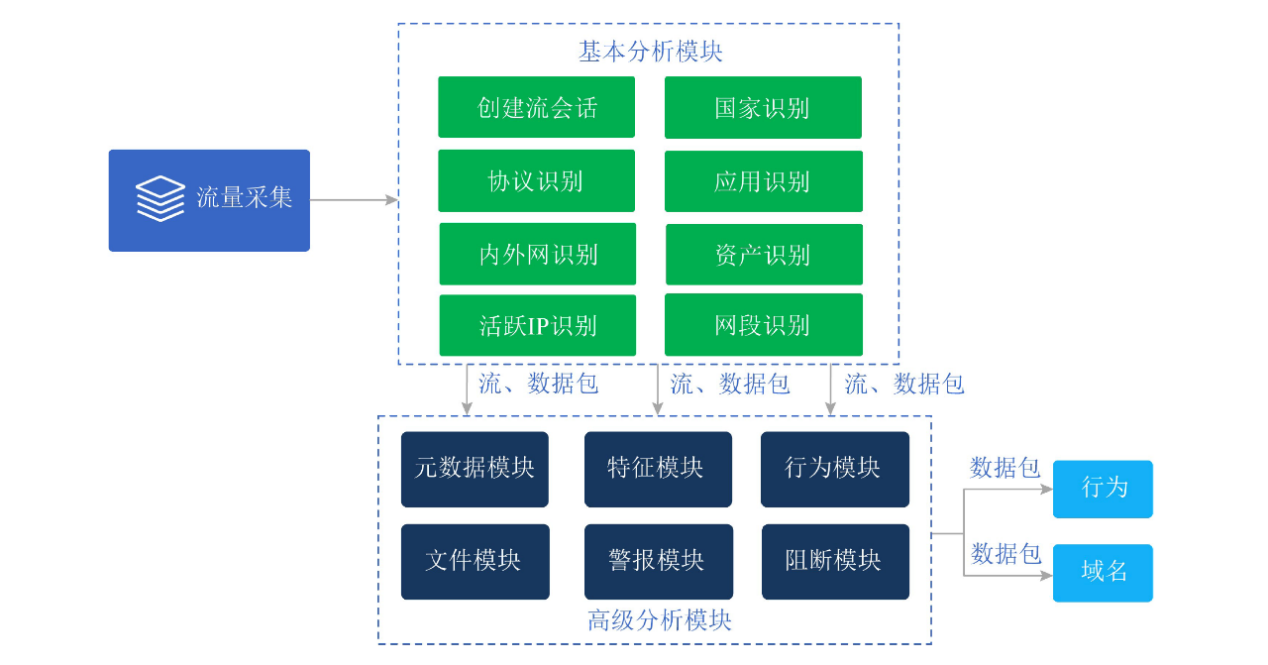 基本分析模块
创建流会话
国家识别
流量采集
协议识别
应用识别
内外网识别
资产识别
活跃IP识别
网段识别
流、数据包
流、数据包
流、数据包
元数据模块
特征模块
行为模块
数据包
行为
文件模块
警报模块
阻断模块
数据包
域名
高级分析模块